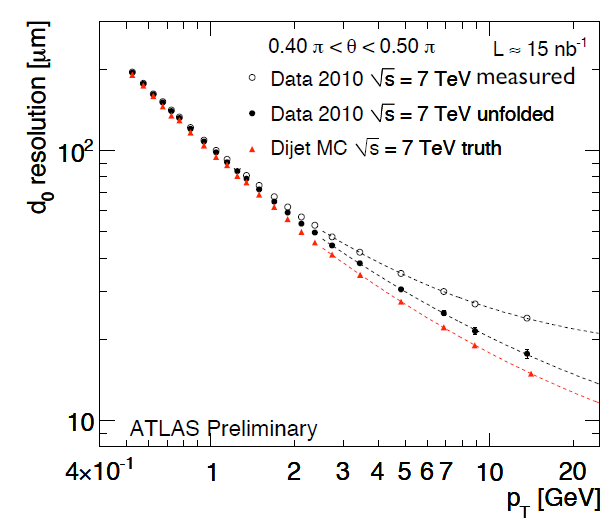 0.40 π < θ < 0.50 π
L ≈ 15 nb⁻¹
Data 2010 √s = 7 TeV measured
Data 2010 √s = 7 TeV unfolded
Dijet MC √s = 7 TeV truth
d₀ resolution [μm]
10²
10
ATLAS Preliminary
4×10⁻¹ 1 2 3 4 5 6 7 10 20
p_T [GeV]